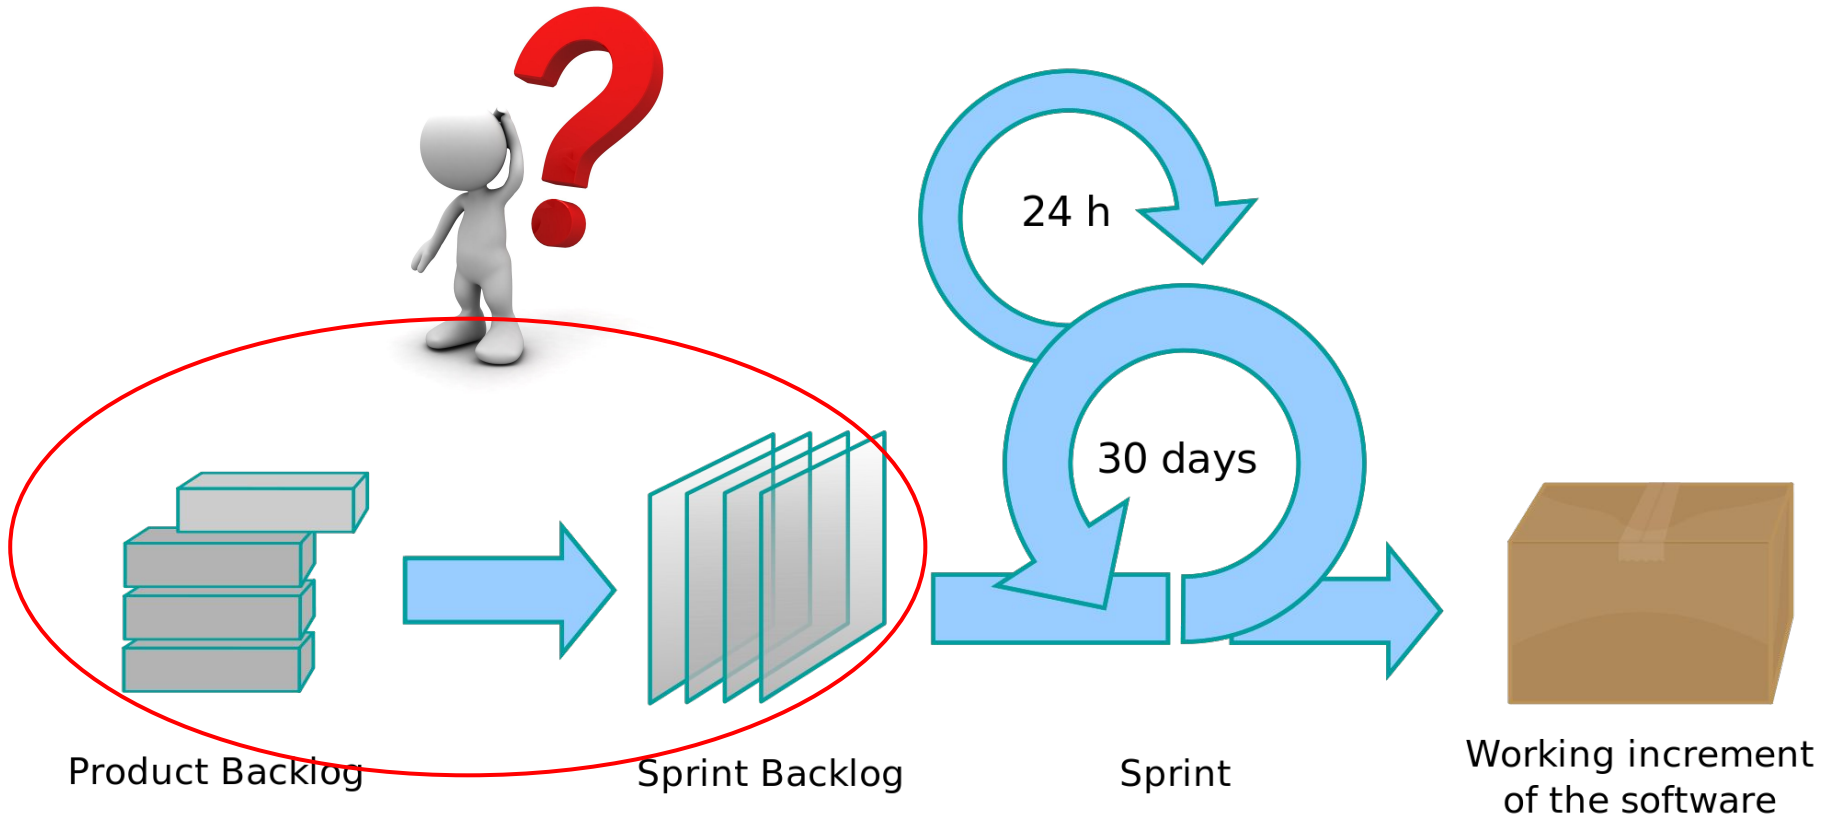 24 h
30 days
Product Backlog
Sprint Backlog
Sprint
Working increment
of the software